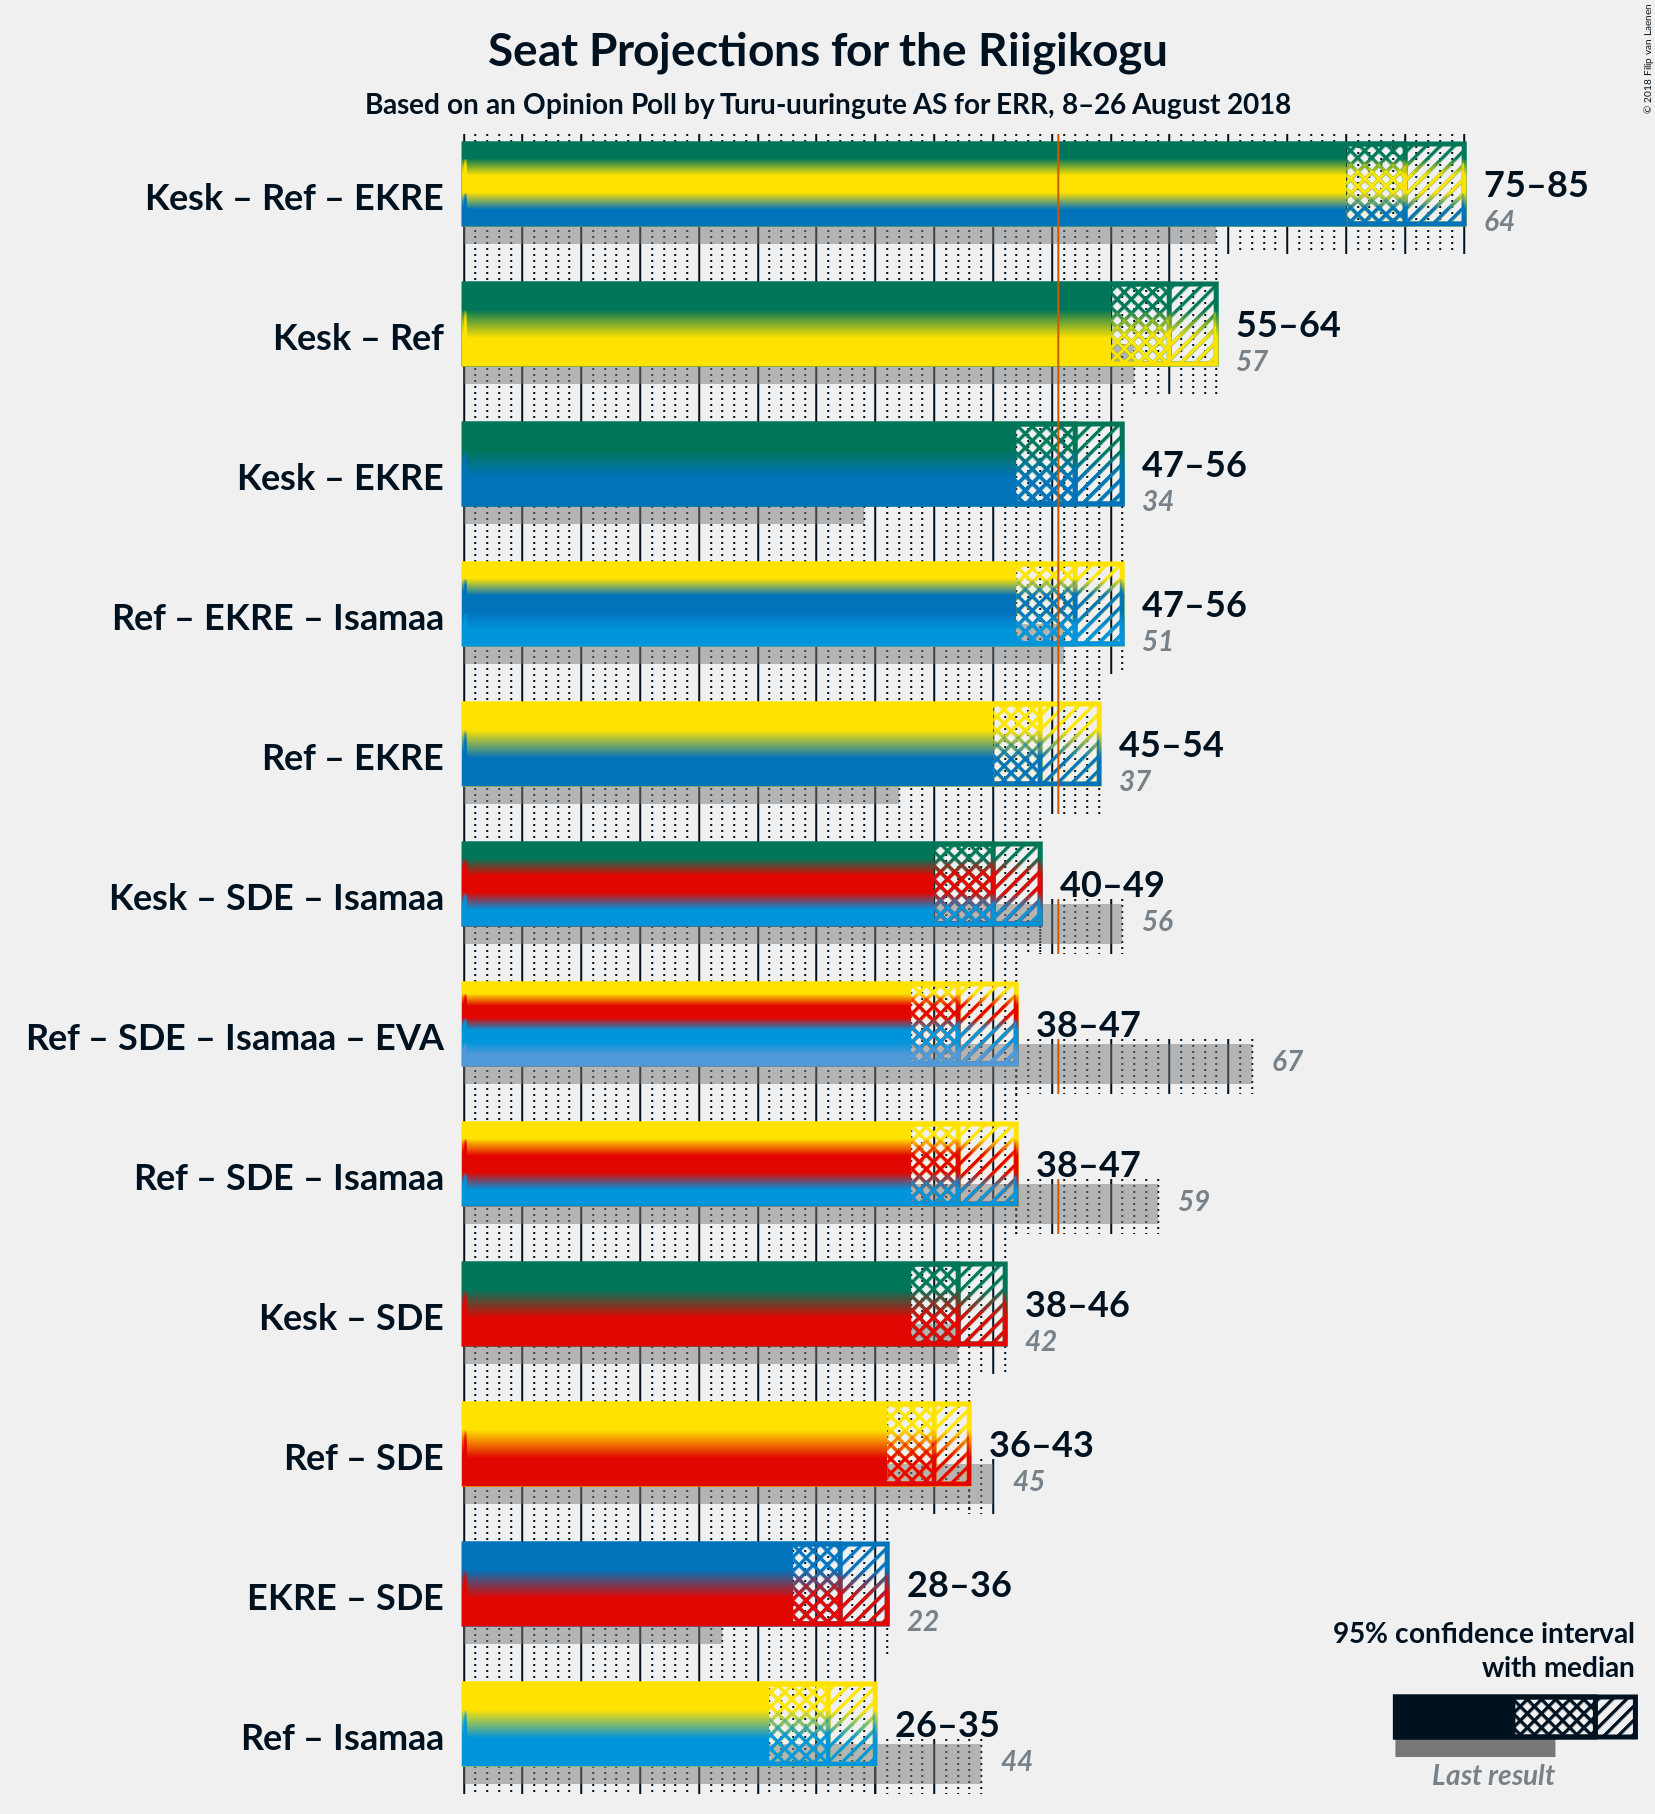 Seat Projections for the Riigikogu
Based on an Opinion Poll by Turu-uuringute AS for ERR, 8–26 August 2018
© 2018 Filip van Laenen
Kesk – Ref – EKRE
75–85
64
Kesk – Ref
55–64
57
Kesk – EKRE
47–56
34
Ref – EKRE – Isamaa
47–56
51
Ref – EKRE
45–54
37
Kesk – SDE – Isamaa
40–49
56
Ref – SDE – Isamaa – EVA
38–47
67
Ref – SDE – Isamaa
38–47
59
Kesk – SDE
38–46
42
Ref – SDE
36–43
45
EKRE – SDE
28–36
22
Ref – Isamaa
26–35
44
95% confidence interval
with median
Last result